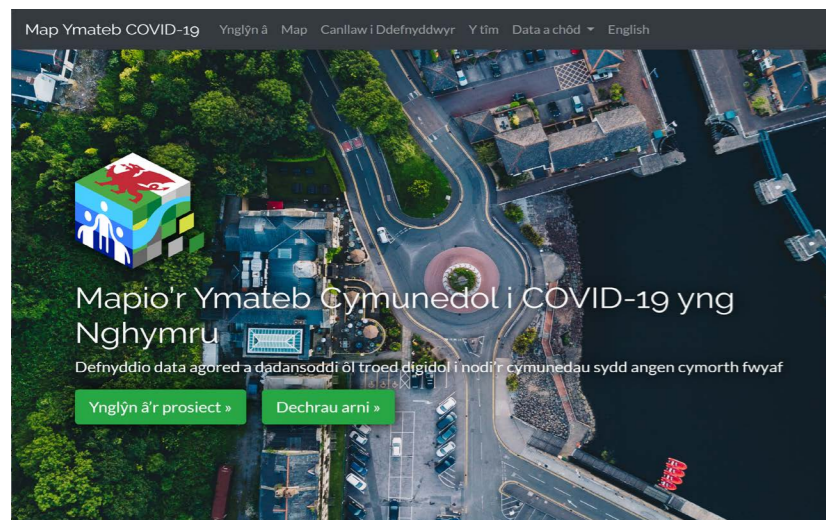 Map Ymateb COVID-19 Ynglŷn â Map Canllaw i Ddefnyddwyr Y tîm Data a chôd English
Mapio'r Ymateb Cymunedol i COVID-19 yng
Nghymru
Defnyddio data agored a dadansoddi ôl troed digidol i nodi'r cymunedau sydd angen cymorth fwyaf
Ynglŷn â'r prosiect » Dechrau arni »